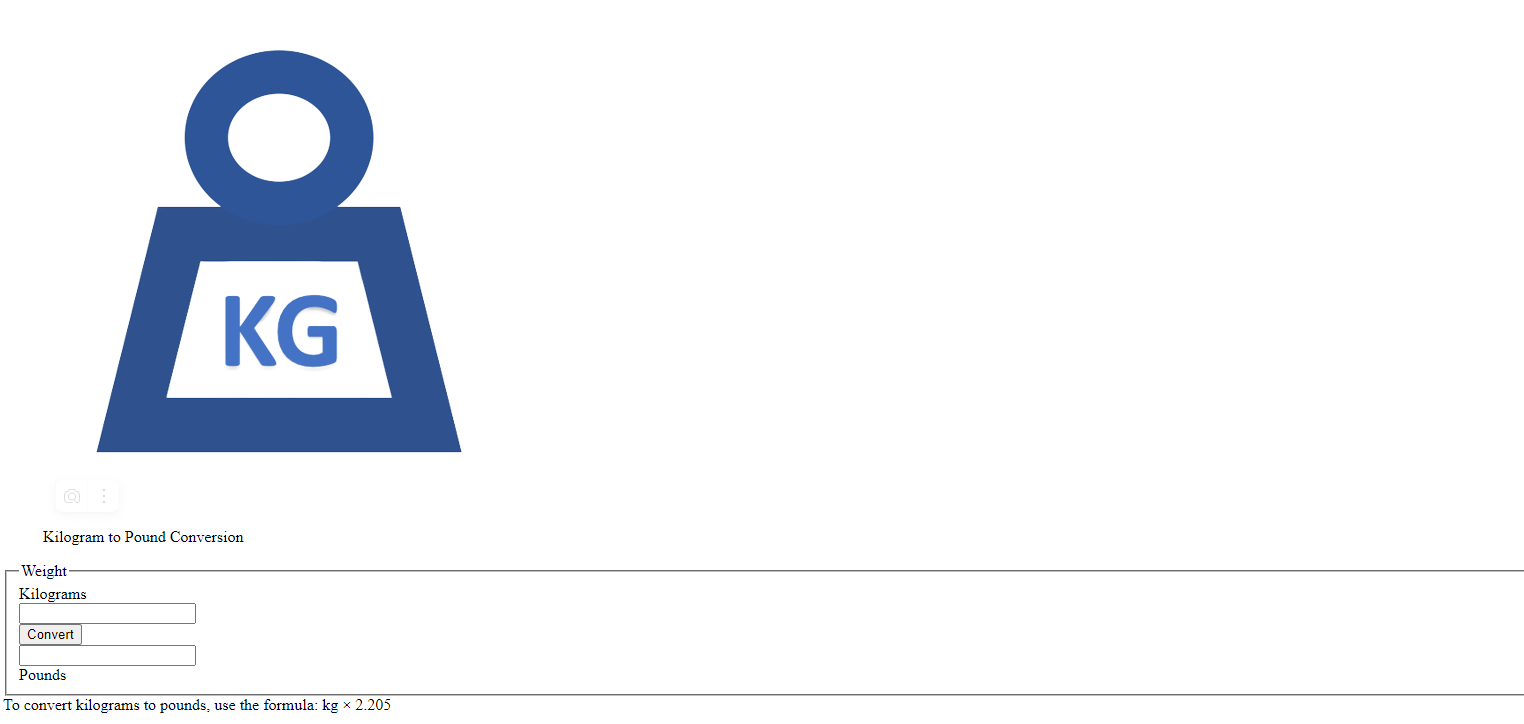 KG
Kilogram to Pound Conversion
Weight
Kilograms
Convert
Pounds
To convert kilograms to pounds, use the formula: kg × 2.205